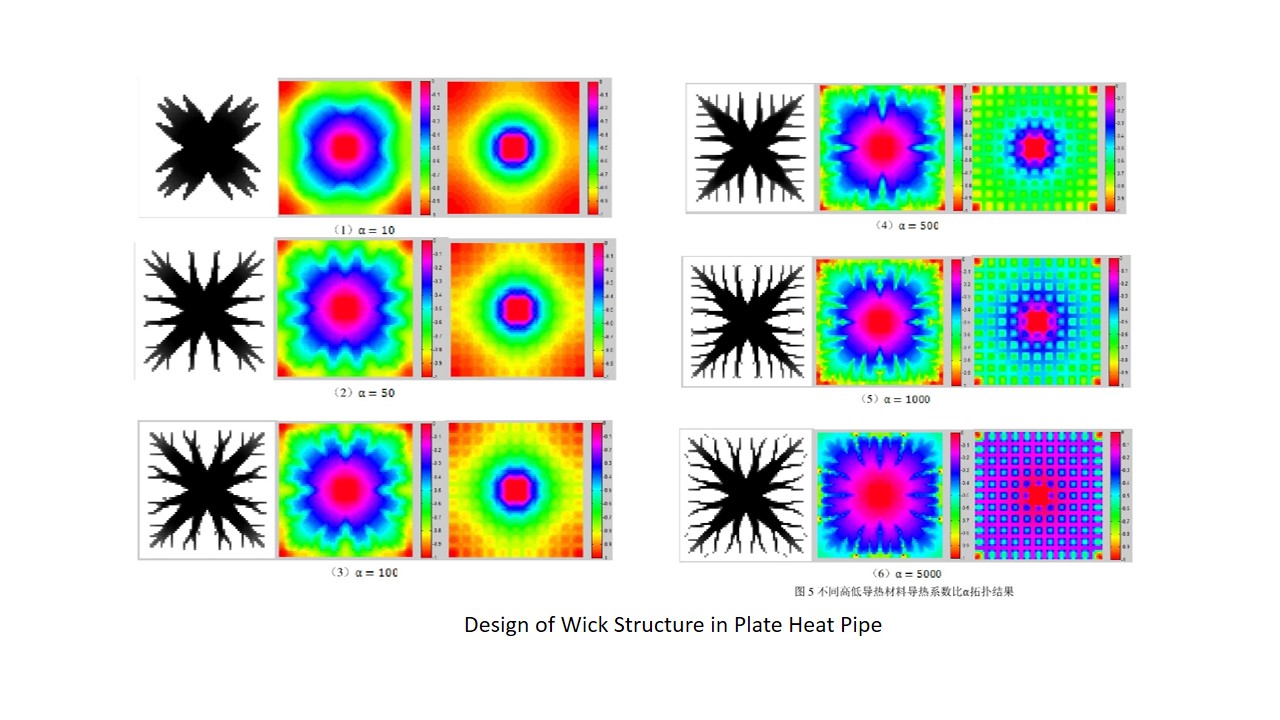 （1）α = 10
（2）α = 50
（3）α = 100
（4）α = 500
（5）α = 1000
（6）α = 5000
图 5 不同高低导热材料导热系数比α拓扑结果
Design of Wick Structure in Plate Heat Pipe